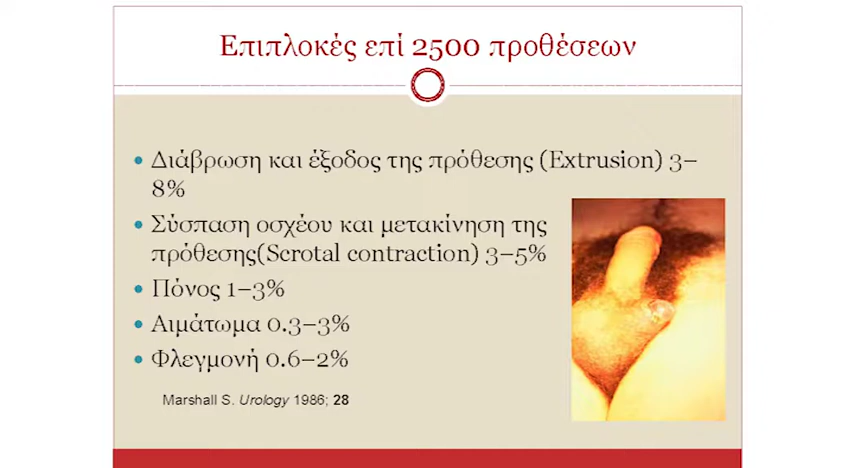 Επιπλοκές επί 2500 προθέσεων
• Διάβρωση και έξοδος της πρόθεσης (Extrusion) 3–
8%
• Σύσπαση οσχέου και μετακίνηση της
πρόθεσης(Scrotal contraction) 3–5%
• Πόνος 1–3%
• Αιμάτωμα 0.3–3%
• Φλεγμονή 0.6–2%
Marshall S. Urology 1986; 28